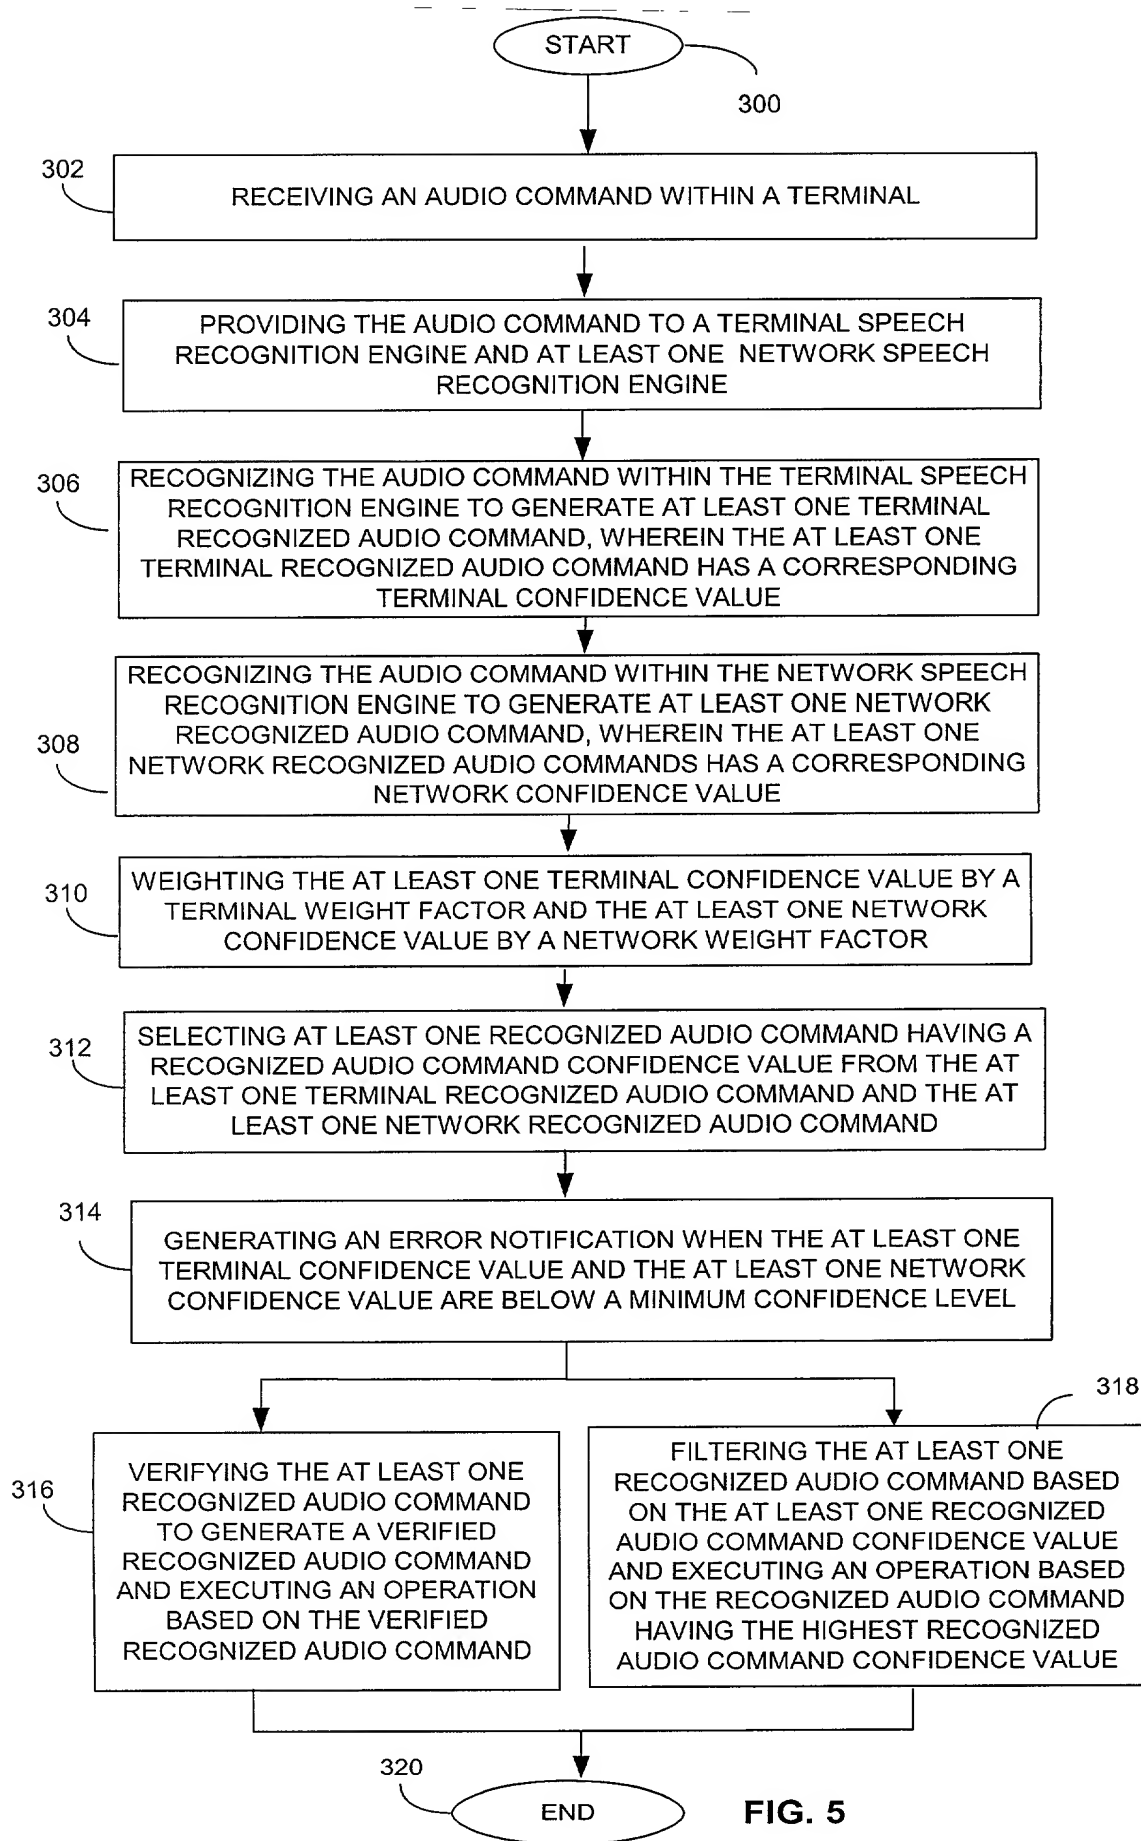 START
300
302
RECEIVING AN AUDIO COMMAND WITHIN A TERMINAL
304
PROVIDING THE AUDIO COMMAND TO A TERMINAL SPEECH
RECOGNITION ENGINE AND AT LEAST ONE NETWORK SPEECH
RECOGNITION ENGINE
306
RECOGNIZING THE AUDIO COMMAND WITHIN THE TERMINAL SPEECH
RECOGNITION ENGINE TO GENERATE AT LEAST ONE TERMINAL
RECOGNIZED AUDIO COMMAND, WHEREIN THE AT LEAST ONE
TERMINAL RECOGNIZED AUDIO COMMAND HAS A CORRESPONDING
TERMINAL CONFIDENCE VALUE
308
RECOGNIZING THE AUDIO COMMAND WITHIN THE NETWORK SPEECH
RECOGNITION ENGINE TO GENERATE AT LEAST ONE NETWORK
RECOGNIZED AUDIO COMMAND, WHEREIN THE AT LEAST ONE
NETWORK RECOGNIZED AUDIO COMMANDS HAS A CORRESPONDING
NETWORK CONFIDENCE VALUE
310
WEIGHTING THE AT LEAST ONE TERMINAL CONFIDENCE VALUE BY A
TERMINAL WEIGHT FACTOR AND THE AT LEAST ONE NETWORK
CONFIDENCE VALUE BY A NETWORK WEIGHT FACTOR
312
SELECTING AT LEAST ONE RECOGNIZED AUDIO COMMAND HAVING A
RECOGNIZED AUDIO COMMAND CONFIDENCE VALUE FROM THE AT
LEAST ONE TERMINAL RECOGNIZED AUDIO COMMAND AND THE AT
LEAST ONE NETWORK RECOGNIZED AUDIO COMMAND
314
GENERATING AN ERROR NOTIFICATION WHEN THE AT LEAST ONE
TERMINAL CONFIDENCE VALUE AND THE AT LEAST ONE NETWORK
CONFIDENCE VALUE ARE BELOW A MINIMUM CONFIDENCE LEVEL
316
VERIFYING THE AT LEAST ONE
RECOGNIZED AUDIO COMMAND
TO GENERATE A VERIFIED
RECOGNIZED AUDIO COMMAND
AND EXECUTING AN OPERATION
BASED ON THE VERIFIED
RECOGNIZED AUDIO COMMAND
318
FILTERING THE AT LEAST ONE
RECOGNIZED AUDIO COMMAND BASED
ON THE AT LEAST ONE RECOGNIZED
AUDIO COMMAND CONFIDENCE VALUE
AND EXECUTING AN OPERATION BASED
ON THE RECOGNIZED AUDIO COMMAND
HAVING THE HIGHEST RECOGNIZED
AUDIO COMMAND CONFIDENCE VALUE
320
END
FIG. 5